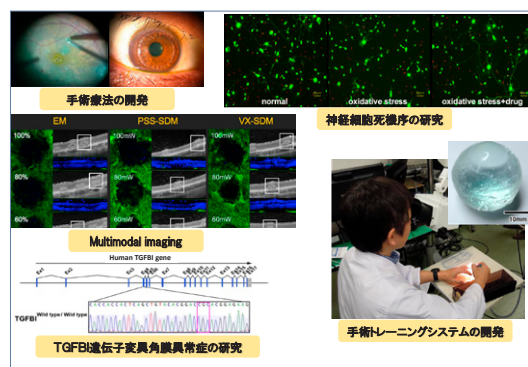 手術療法の開発
normal
oxidative stress
oxidative stress+drug
神経細胞死機序の研究
EM
PSS-SDM
VX-SDM
100%
100mW
100mW
80%
80mW
80mW
60%
60mW
60mW
Multimodal imaging
10mm
Human TGFBI gene
Ex1
Ex2
Ex3
TGFBI Wild type / Wild type
TGFBI遺伝子変異角膜異常症の研究
手術トレーニングシステムの開発